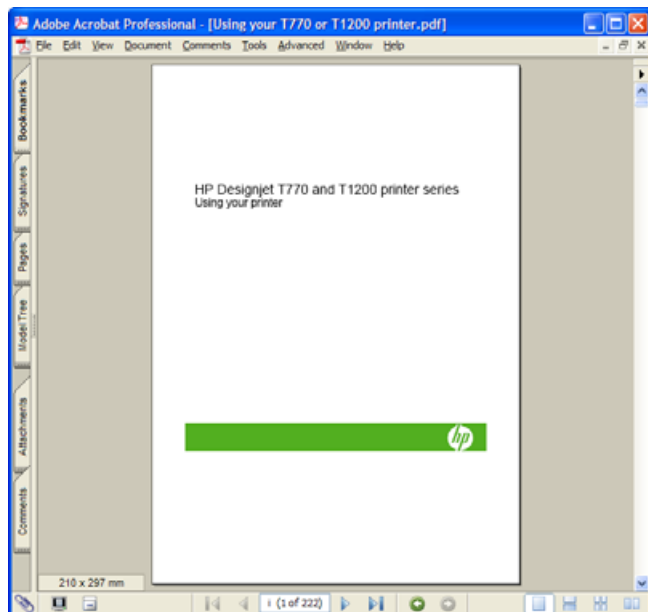 Adobe Acrobat Professional - [Using your T770 or T1200 printer.pdf]
File Edit View Document Comments Tools Advanced Window Help
Bookmarks
Signatures
Pages
Model Tree
Attachments
Comments
HP Designjet T770 and T1200 printer series
Using your printer
hp
210 x 297 mm
i (1 of 222)